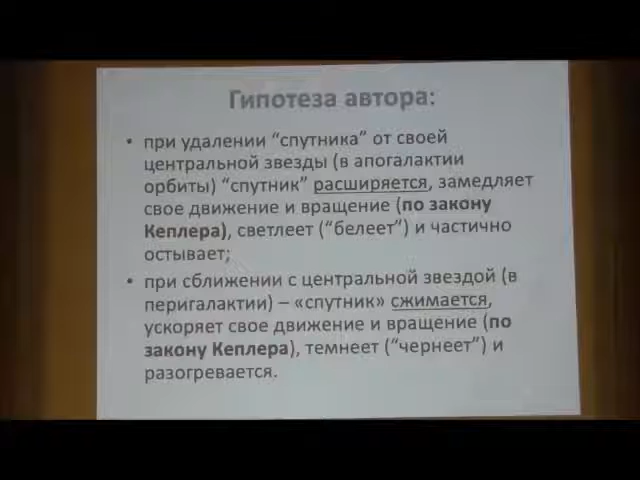 Гипотеза автора:
• при удалении “спутника” от своей
центральной звезды (в апогалактии
орбиты) “спутник” расширяется, замедляет
свое движение и вращение (по закону
Кеплера), светлеет (“белеет”) и частично
остывает;
• при сближении с центральной звездой (в
перигалактии) – «спутник» сжимается,
ускоряет свое движение и вращение (по
закону Кеплера), темнеет (“чернеет”) и
разогревается.